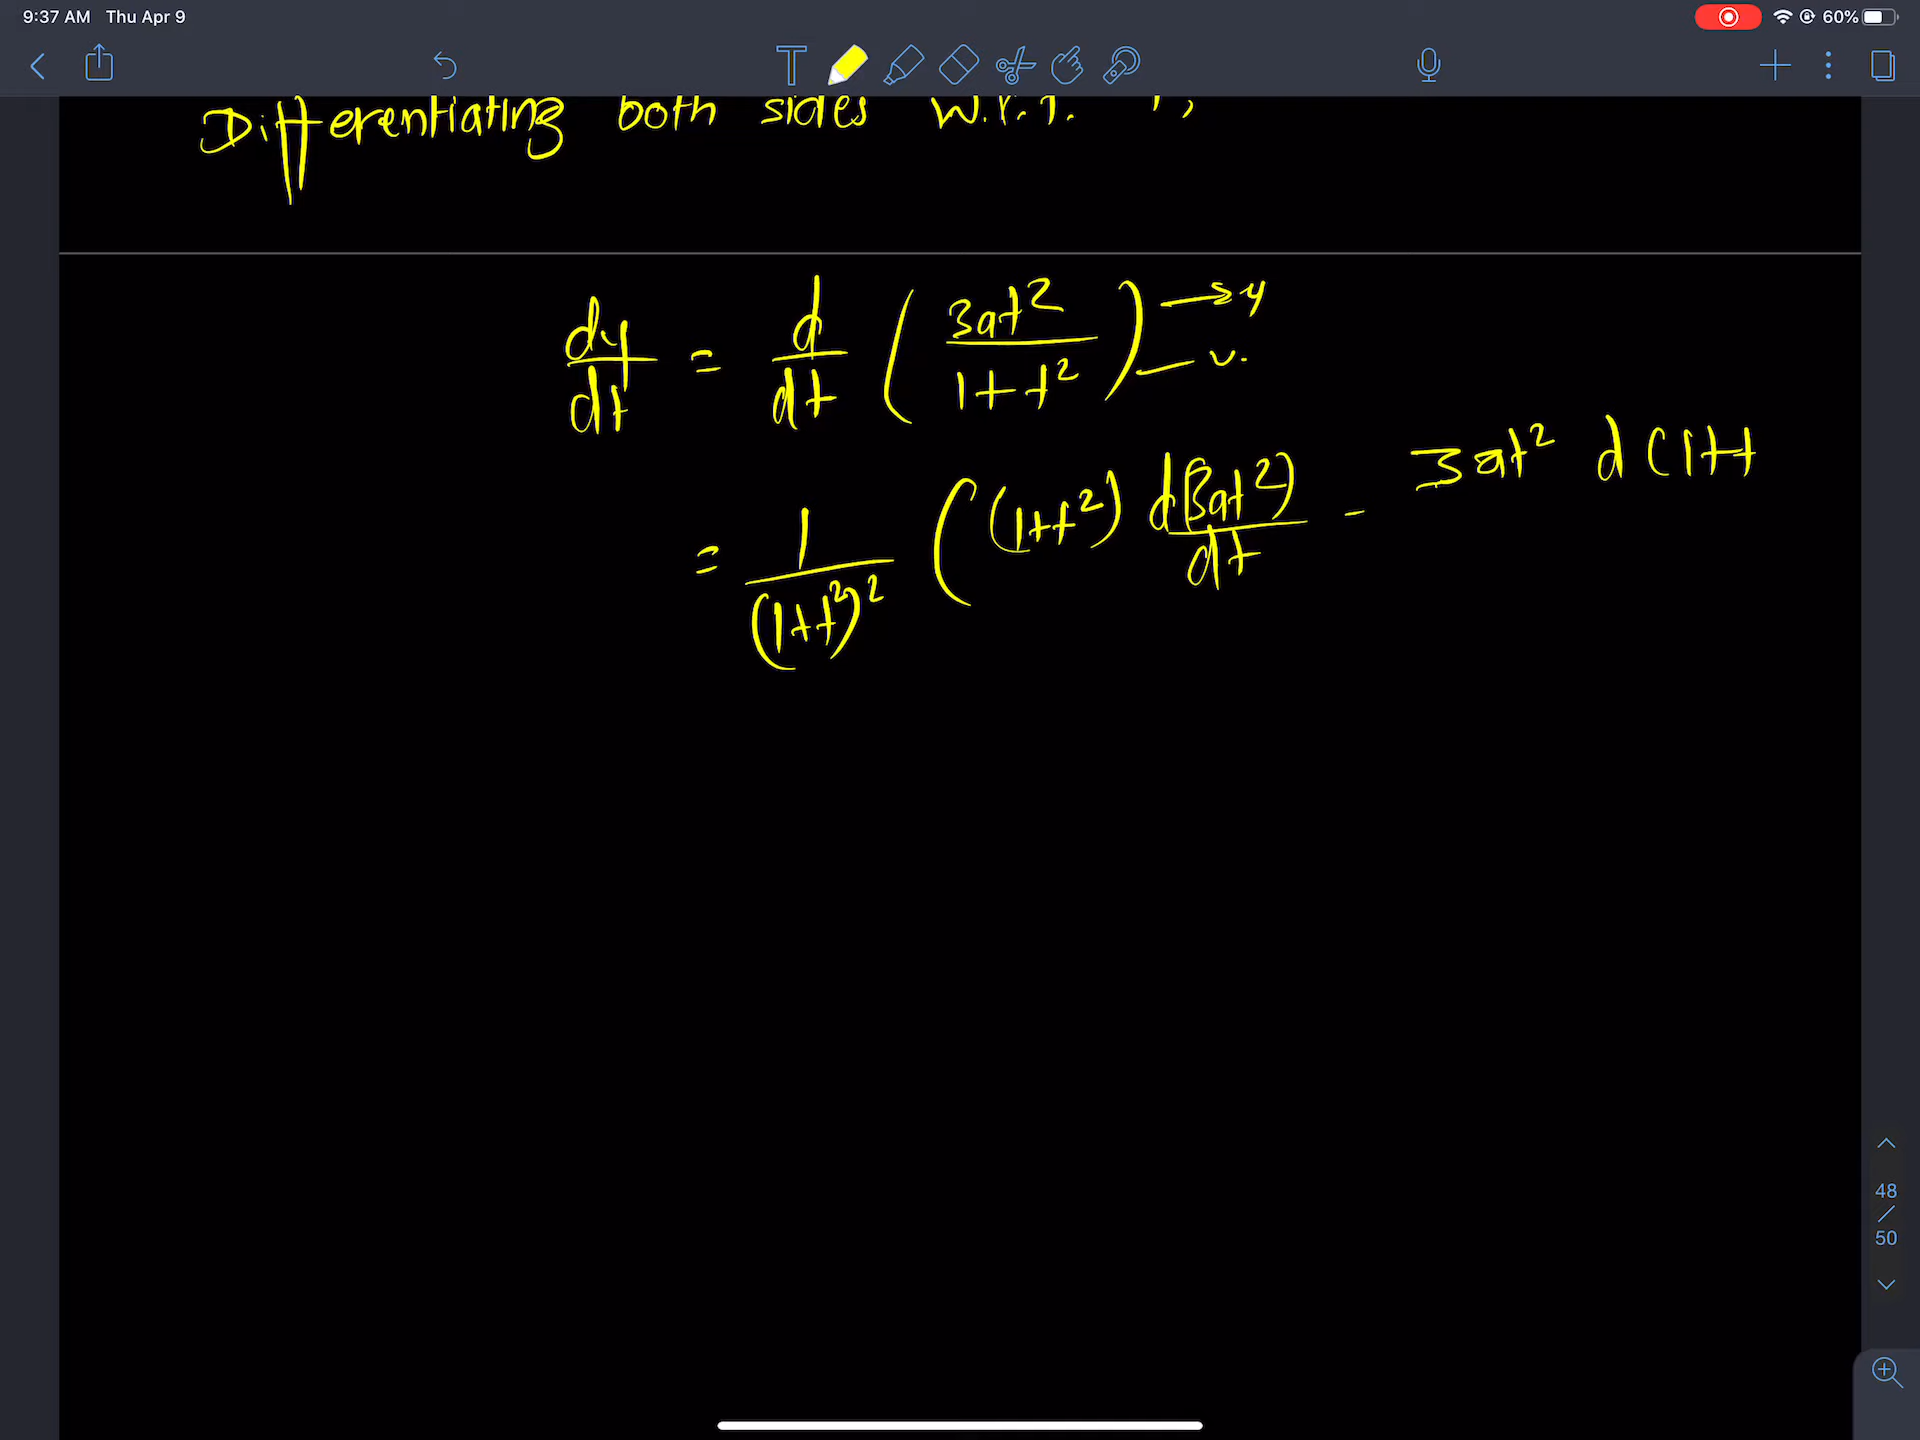 9:37 AM Thu Apr 9
60%
Differentiating both sides w.r.t.
dy/dt = d/dt ( 3at² / 1+t² ) → y — v.
= 1/(1+t²)² ( (1+t²) d(3at²)/dt - 3at² d(1+t
48
/
50